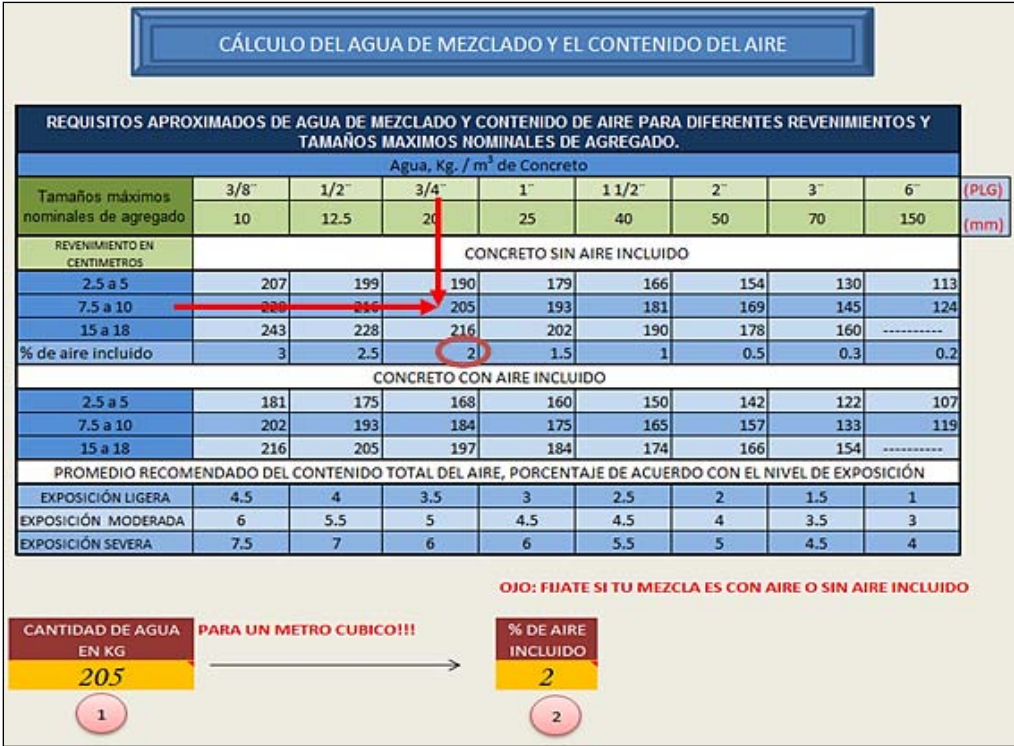 CÁLCULO DEL AGUA DE MEZCLADO Y EL CONTENIDO DEL AIRE
REQUISITOS APROXIMADOS DE AGUA DE MEZCLADO Y CONTENIDO DE AIRE PARA DIFERENTES REVENIMIENTOS Y
TAMAÑOS MAXIMOS NOMINALES DE AGREGADO.
Agua, Kg. / m³ de Concreto
Tamaños máximos
nominales de agregado
3/8¨ 1/2¨ 3/4¨ 1¨ 1 1/2¨ 2¨ 3¨ 6¨ (PLG)
10 12.5 20 25 40 50 70 150 (mm)
REVENIMIENTO EN
CENTIMETROS
CONCRETO SIN AIRE INCLUIDO
2.5 a 5 207 199 190 179 166 154 130 113
7.5 a 10 228 216 205 193 181 169 145 124
15 a 18 243 228 216 202 190 178 160 ----------
% de aire incluido 3 2.5 2 1.5 1 0.5 0.3 0.2
CONCRETO CON AIRE INCLUIDO
2.5 a 5 181 175 168 160 150 142 122 107
7.5 a 10 202 193 184 175 165 157 133 119
15 a 18 216 205 197 184 174 166 154 ----------
PROMEDIO RECOMENDADO DEL CONTENIDO TOTAL DEL AIRE, PORCENTAJE DE ACUERDO CON EL NIVEL DE EXPOSICIÓN
EXPOSICIÓN LIGERA 4.5 4 3.5 3 2.5 2 1.5 1
EXPOSICIÓN MODERADA 6 5.5 5 4.5 4.5 4 3.5 3
EXPOSICIÓN SEVERA 7.5 7 6 6 5.5 5 4.5 4
OJO: FIJATE SI TU MEZCLA ES CON AIRE O SIN AIRE INCLUIDO
CANTIDAD DE AGUA
EN KG
205
1
PARA UN METRO CUBICO!!!
% DE AIRE
INCLUIDO
2
2